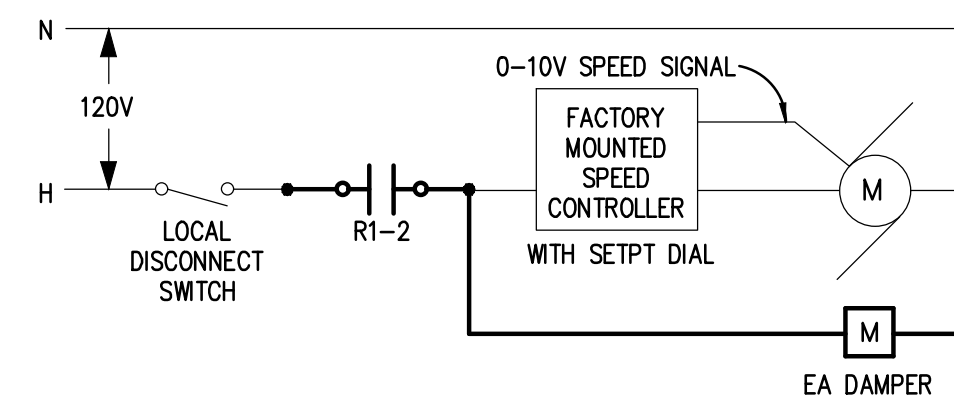 N
0-10V SPEED SIGNAL
120V
FACTORY
MOUNTED
SPEED
CONTROLLER
H
M
LOCAL
DISCONNECT
SWITCH
R1-2
WITH SETPT DIAL
M
EA DAMPER